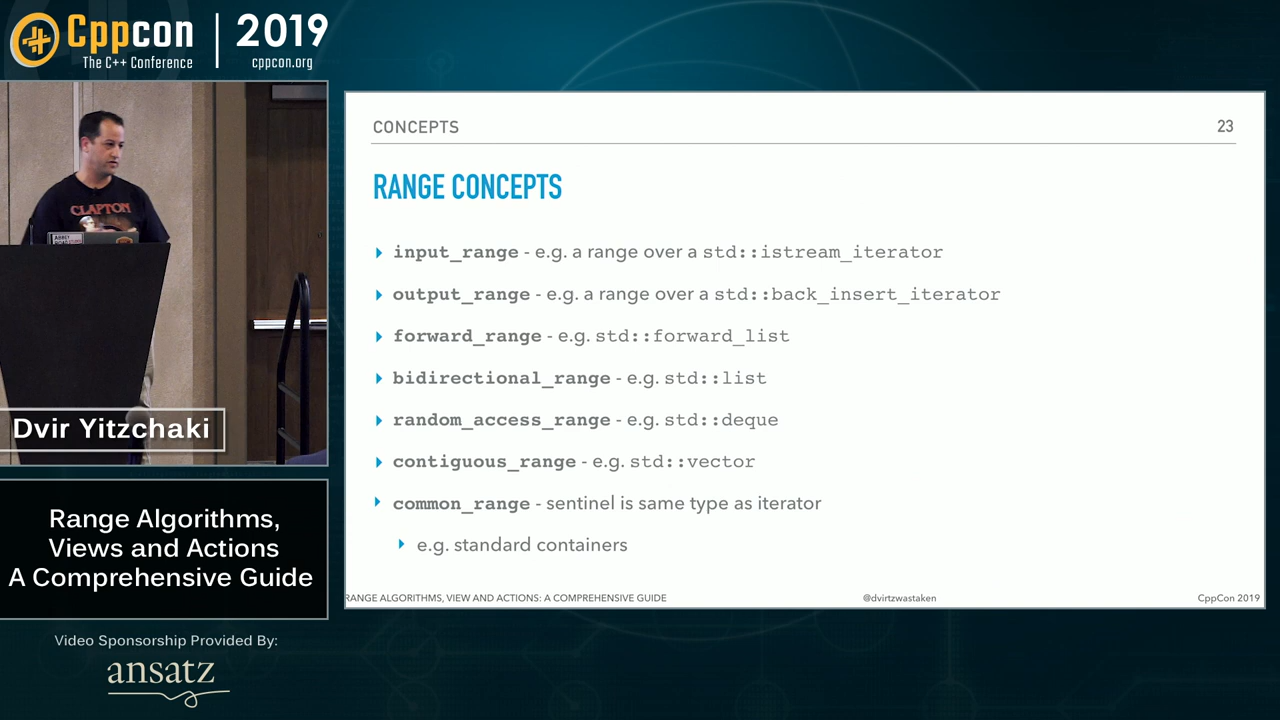 Cppcon
The C++ Conference
2019
cppcon.org
CLAPTON
Dvir Yitzchaki
Range Algorithms,
Views and Actions
A Comprehensive Guide
Video Sponsorship Provided By:
ansatz
CONCEPTS
23
RANGE CONCEPTS
input_range - e.g. a range over a std::istream_iterator
output_range - e.g. a range over a std::back_insert_iterator
forward_range - e.g. std::forward_list
bidirectional_range - e.g. std::list
random_access_range - e.g. std::deque
contiguous_range - e.g. std::vector
common_range - sentinel is same type as iterator
e.g. standard containers
RANGE ALGORITHMS, VIEW AND ACTIONS: A COMPREHENSIVE GUIDE
@dvirtzwastaken
CppCon 2019